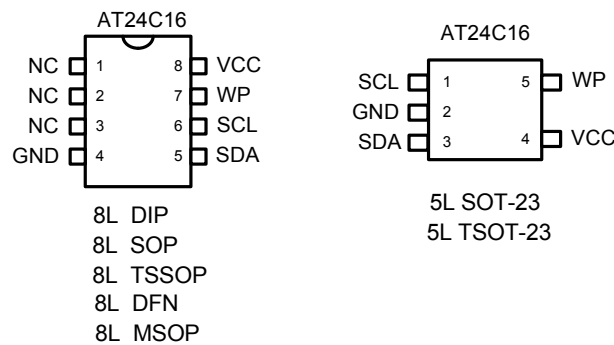 AT24C16
NC 1 8 VCC
NC 2 7 WP
NC 3 6 SCL
GND 4 5 SDA
8L DIP
8L SOP
8L TSSOP
8L DFN
8L MSOP
AT24C16
SCL 1 5 WP
GND 2
SDA 3 4 VCC
5L SOT-23
5L TSOT-23